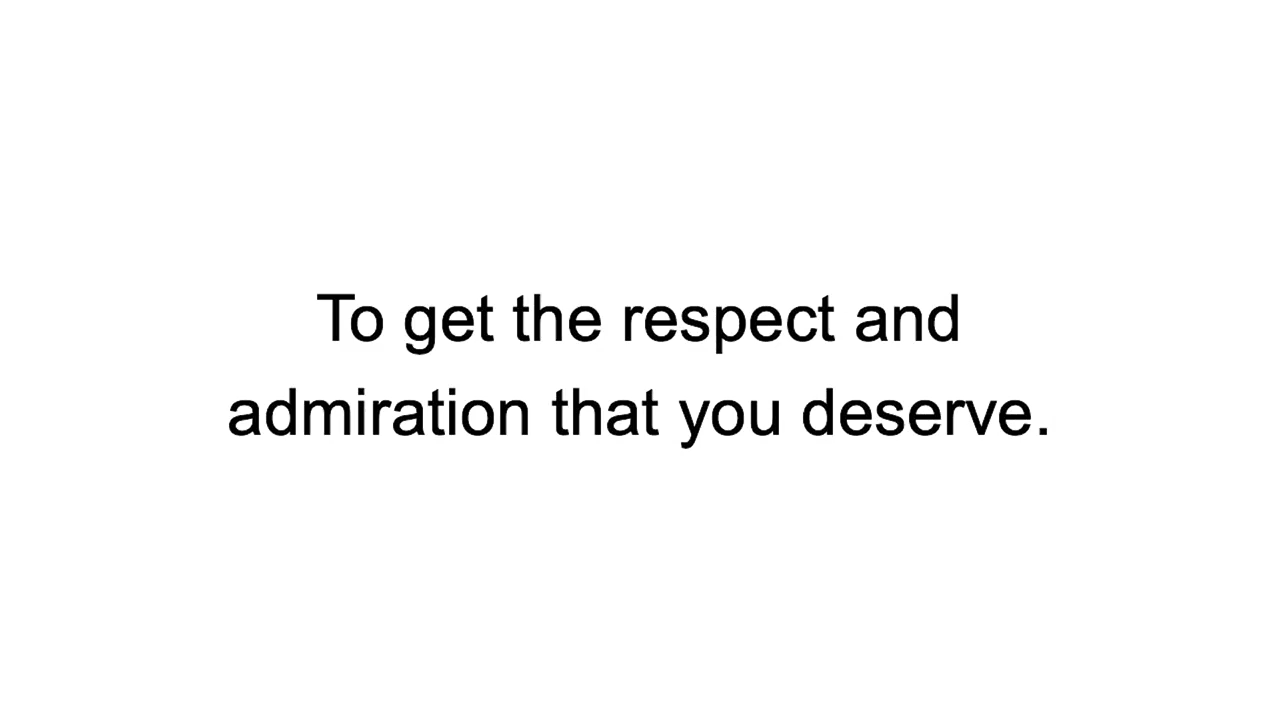 To get the respect and
admiration that you deserve.